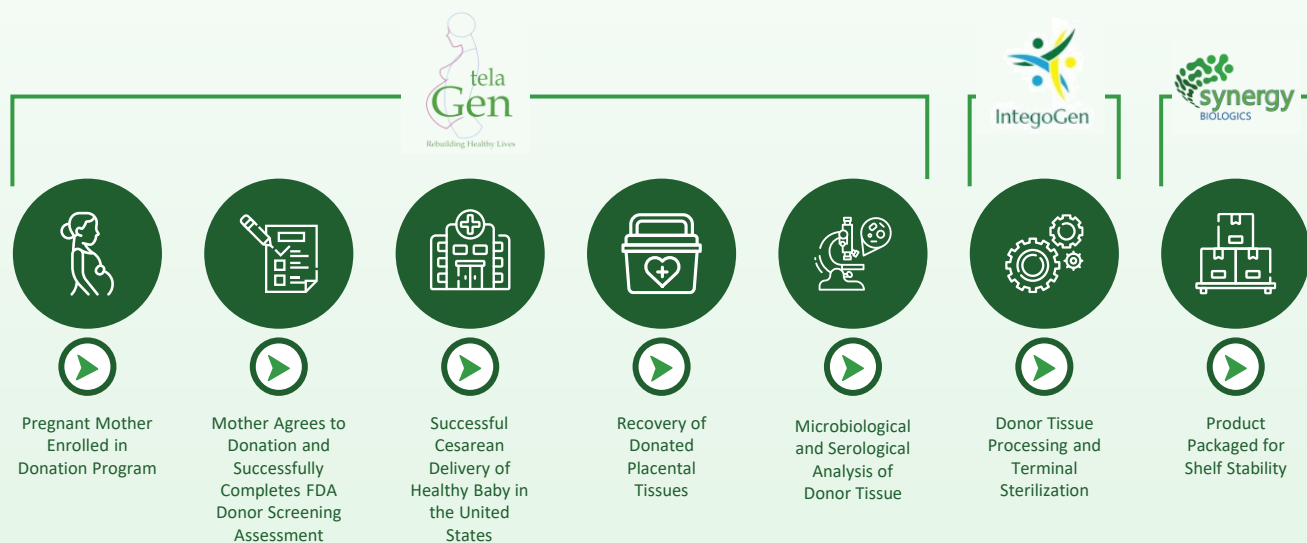 tela
Gen
Rebuilding Healthy Lives
IntegoGen
synergy
BIOLOGICS
Pregnant Mother
Enrolled in
Donation Program
Mother Agrees to
Donation and
Successfully
Completes FDA
Donor Screening
Assessment
Successful
Cesarean
Delivery of
Healthy Baby in
the United
States
Recovery of
Donated
Placental
Tissues
Microbiological
and Serological
Analysis of
Donor Tissue
Donor Tissue
Processing and
Terminal
Sterilization
Product
Packaged for
Shelf Stability